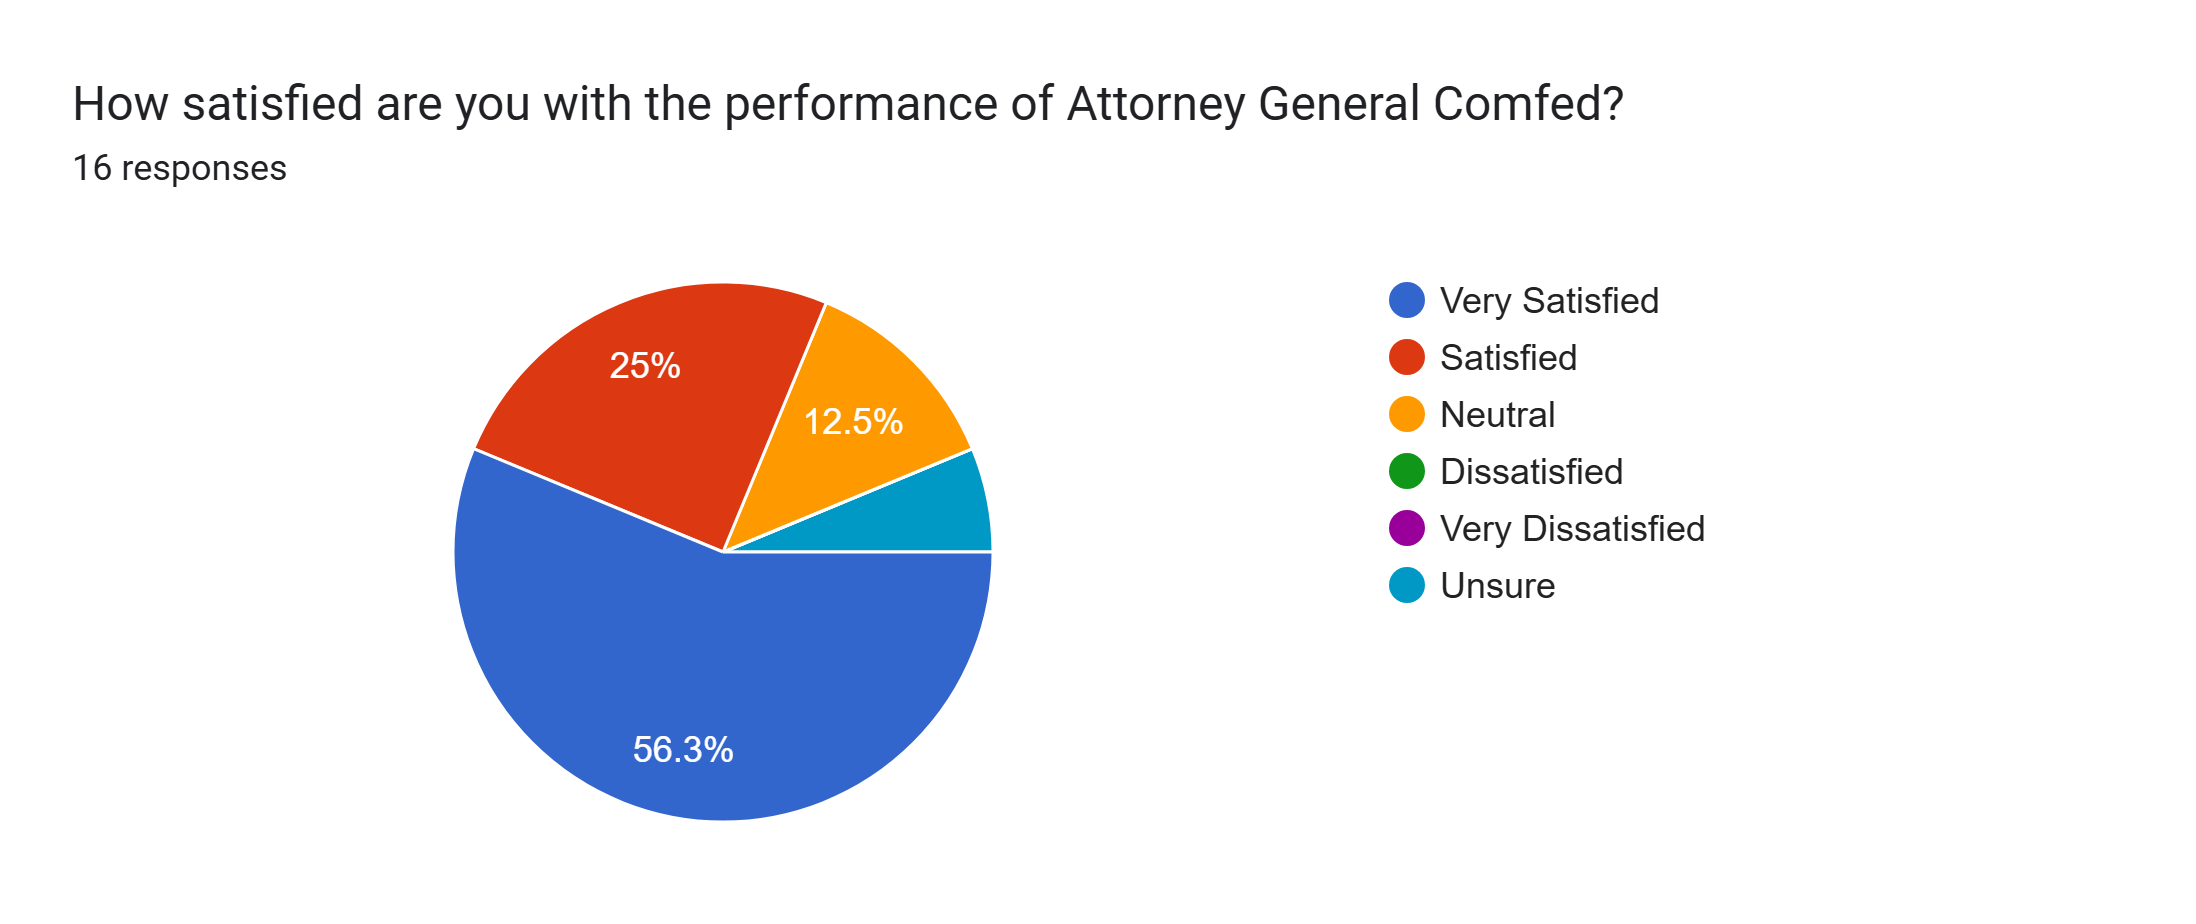 How satisfied are you with the performance of Attorney General Comfed?
16 responses
25%
12.5%
56.3%
Very Satisfied
Satisfied
Neutral
Dissatisfied
Very Dissatisfied
Unsure